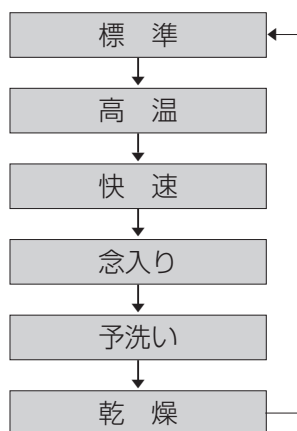 標 準
高 温
快 速
念入り
予洗い
乾 燥